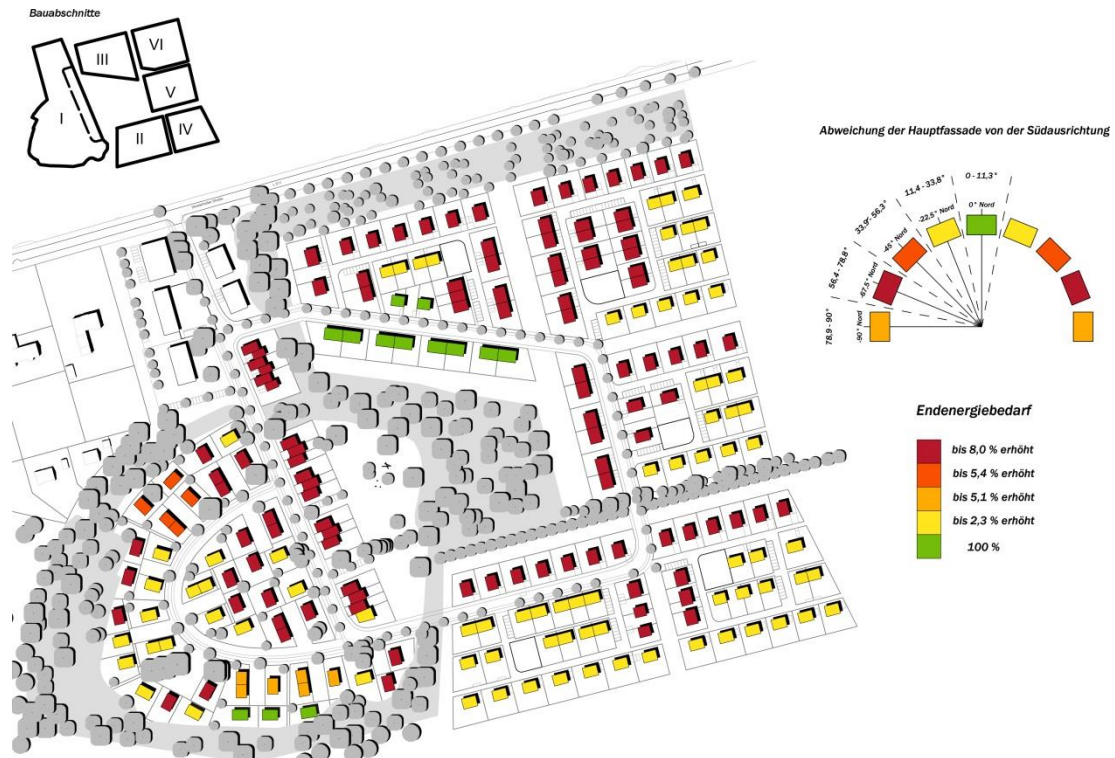 Bauabschnitte
I
II
III
IV
V
VI
Abweichung der Hauptfassade von der Südausrichtung
0 - 11,3°
11,4 - 33,8°
33,9° - 56,3°
56,4 - 78,8°
78,9 - 90°
0° Nord
-22,5° Nord
-45° Nord
-67,5° Nord
-90° Nord
Endenergiebedarf
bis 8,0 % erhöht
bis 5,4 % erhöht
bis 5,1 % erhöht
bis 2,3 % erhöht
100 %